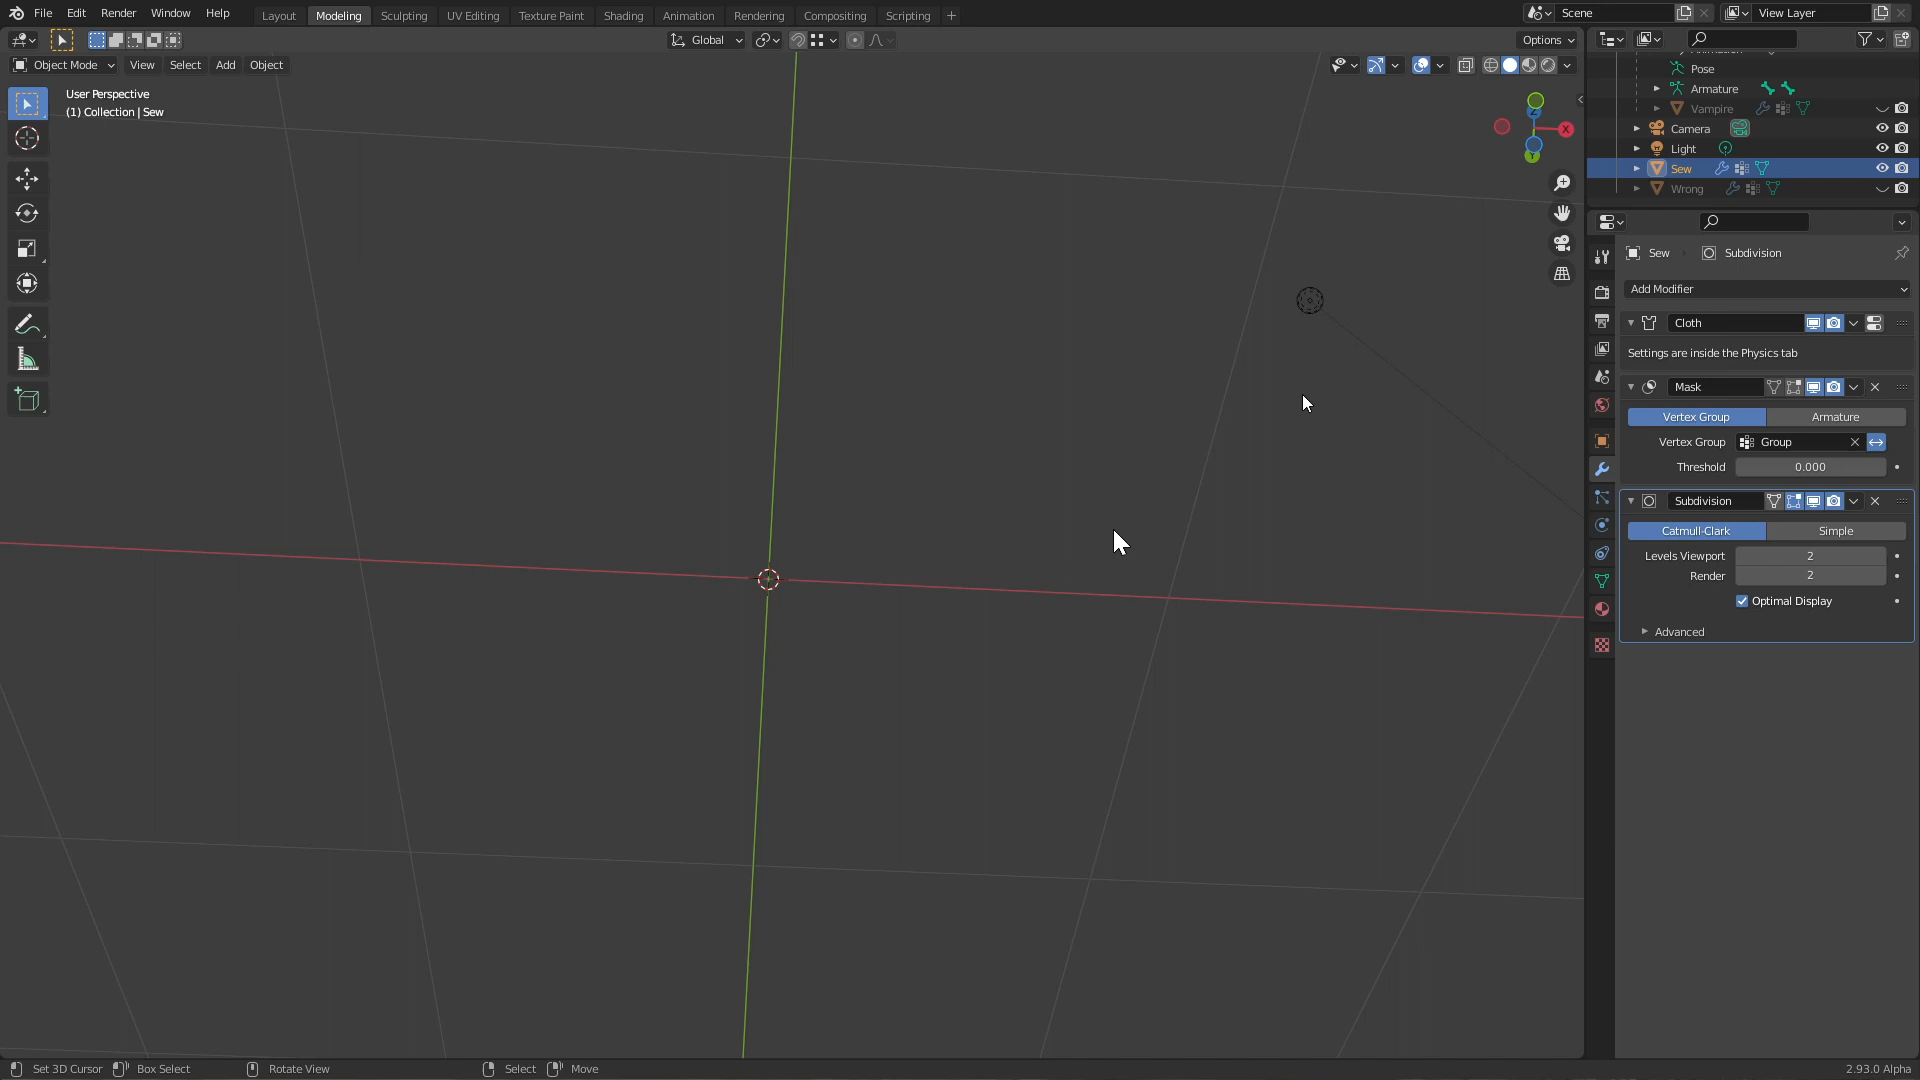 File Edit Render Window Help Layout Modeling Sculpting UV Editing Texture Paint Shading Animation Rendering Compositing Scripting + Scene View Layer
Global Options
Object Mode View Select Add Object
User Perspective
(1) Collection | Sew
Z
X
Y
Pose
Armature
Vampire
Camera
Light
Sew
Wrong
Sew Subdivision
Add Modifier
Cloth
Settings are inside the Physics tab
Mask
Vertex Group Armature
Vertex Group Group
Threshold 0.000
Subdivision
Catmull-Clark Simple
Levels Viewport 2
Render 2
Optimal Display
Advanced
Set 3D Cursor Box Select Rotate View Select Move 2.93.0 Alpha